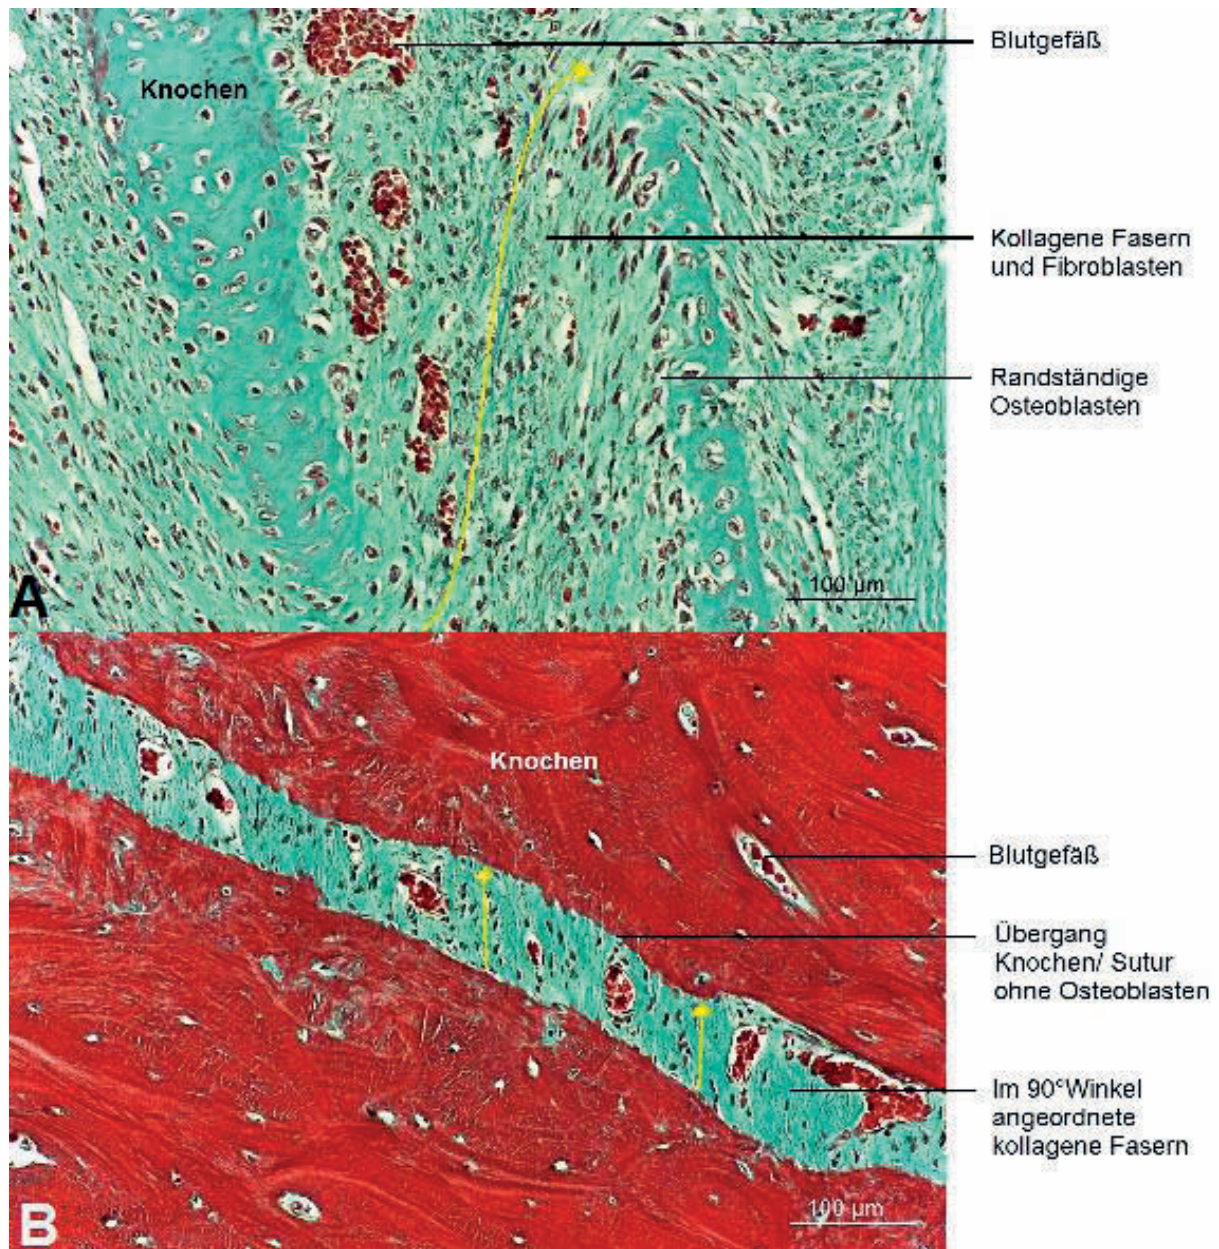 Blutgefäß
Knochen
Kollagene Fasern
und Fibroblasten
Randständige
Osteoblasten
100 µm
A
Knochen
Blutgefäß
Übergang
Knochen/ Sutur
ohne Osteoblasten
Im 90°Winkel
angeordnete
kollagene Fasern
100 µm
B